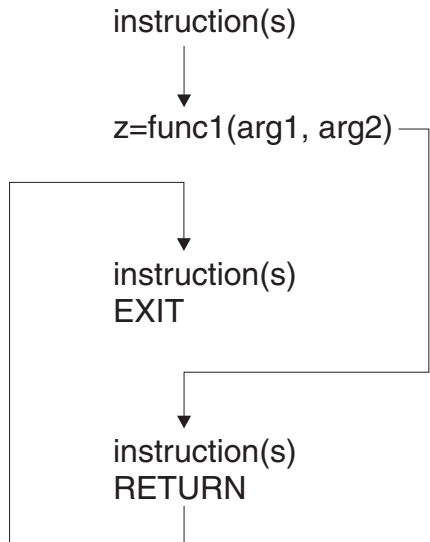 instruction(s)
z=func1(arg1, arg2)
instruction(s)
EXIT
instruction(s)
RETURN